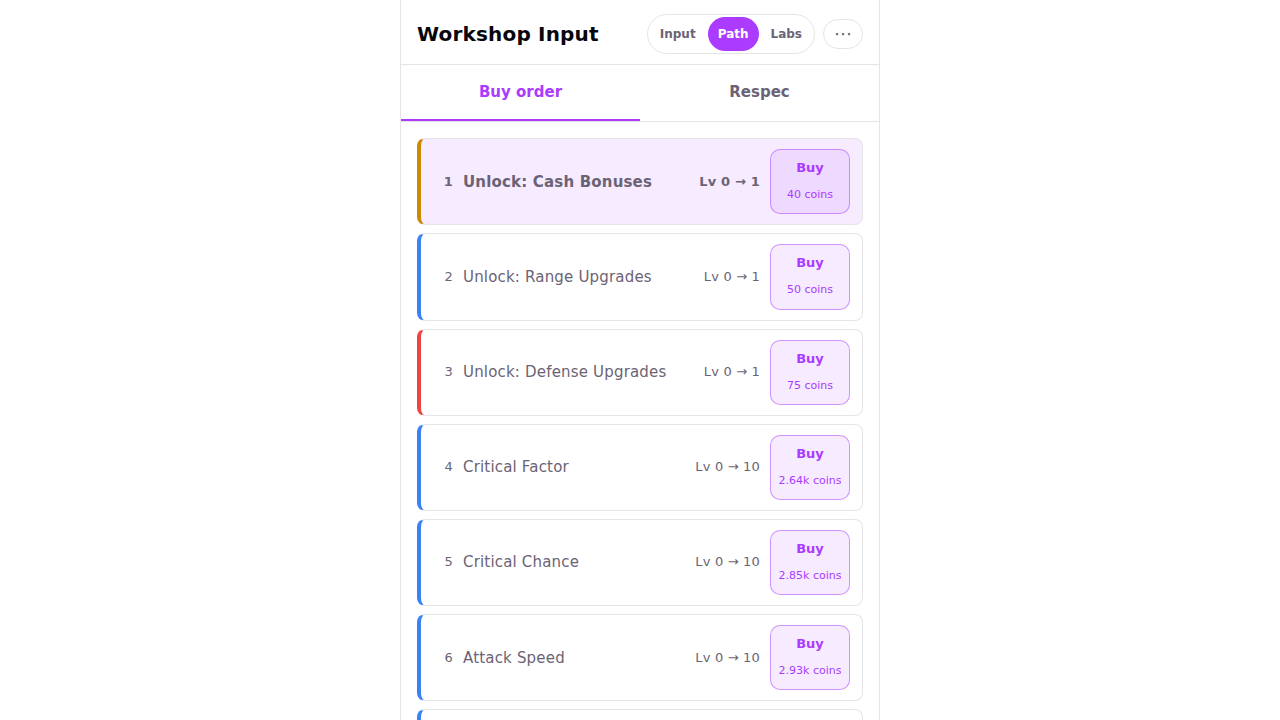 Workshop Input
Input Path Labs ···
Buy order Respec
1 Unlock: Cash Bonuses Lv 0 → 1 Buy
40 coins
2 Unlock: Range Upgrades Lv 0 → 1 Buy
50 coins
3 Unlock: Defense Upgrades Lv 0 → 1 Buy
75 coins
4 Critical Factor Lv 0 → 10 Buy
2.64k coins
5 Critical Chance Lv 0 → 10 Buy
2.85k coins
6 Attack Speed Lv 0 → 10 Buy
2.93k coins